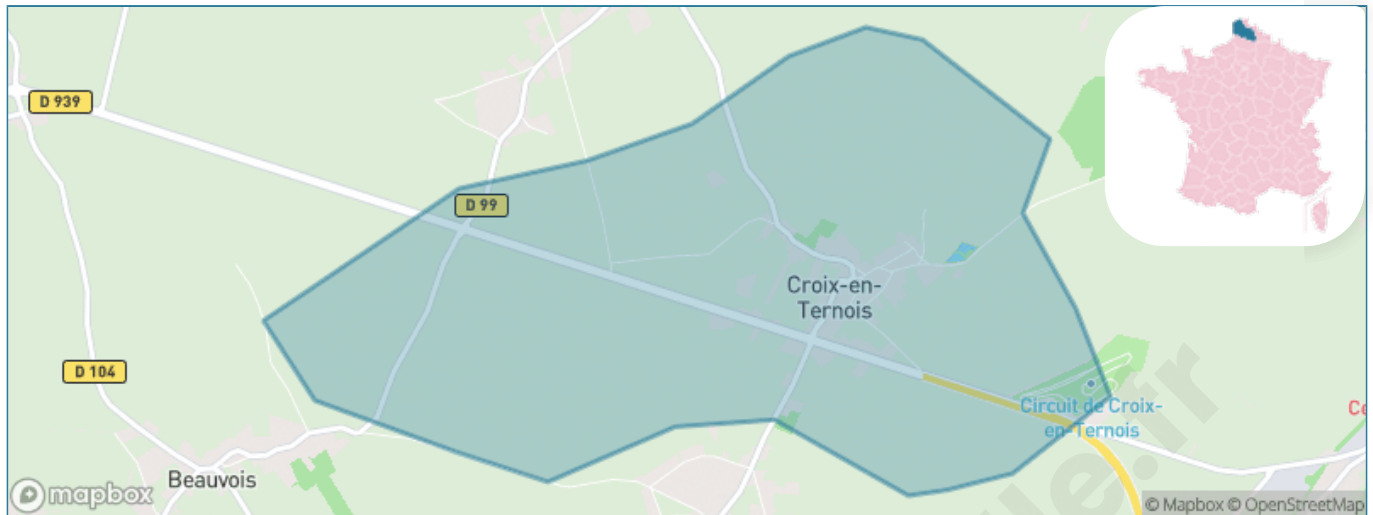 D 939
D 99
Croix-en-
Ternois
D 104
Circuit de Croix-
en-Ternois
Beauvois
mapbox
© Mapbox © OpenStreetMap